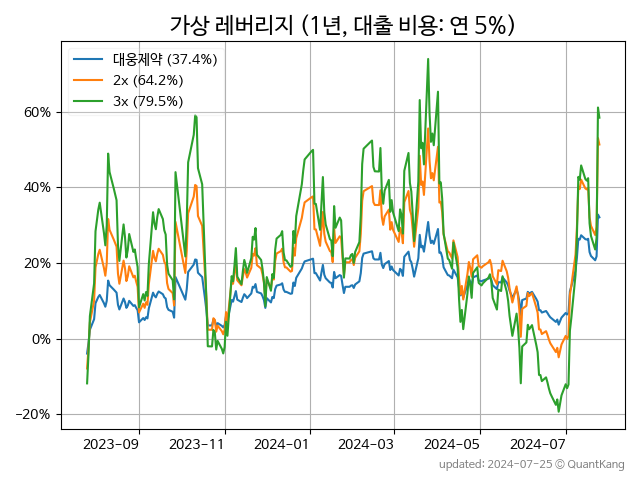 가상 레버리지 (1년, 대출 비용: 연 5%)
대웅제약 (37.4%)
2x (64.2%)
3x (79.5%)
60%
40%
20%
0%
−20%
2023−09 2023−11 2024−01 2024−03 2024−05 2024−07
updated: 2024-07-25 © QuantKang